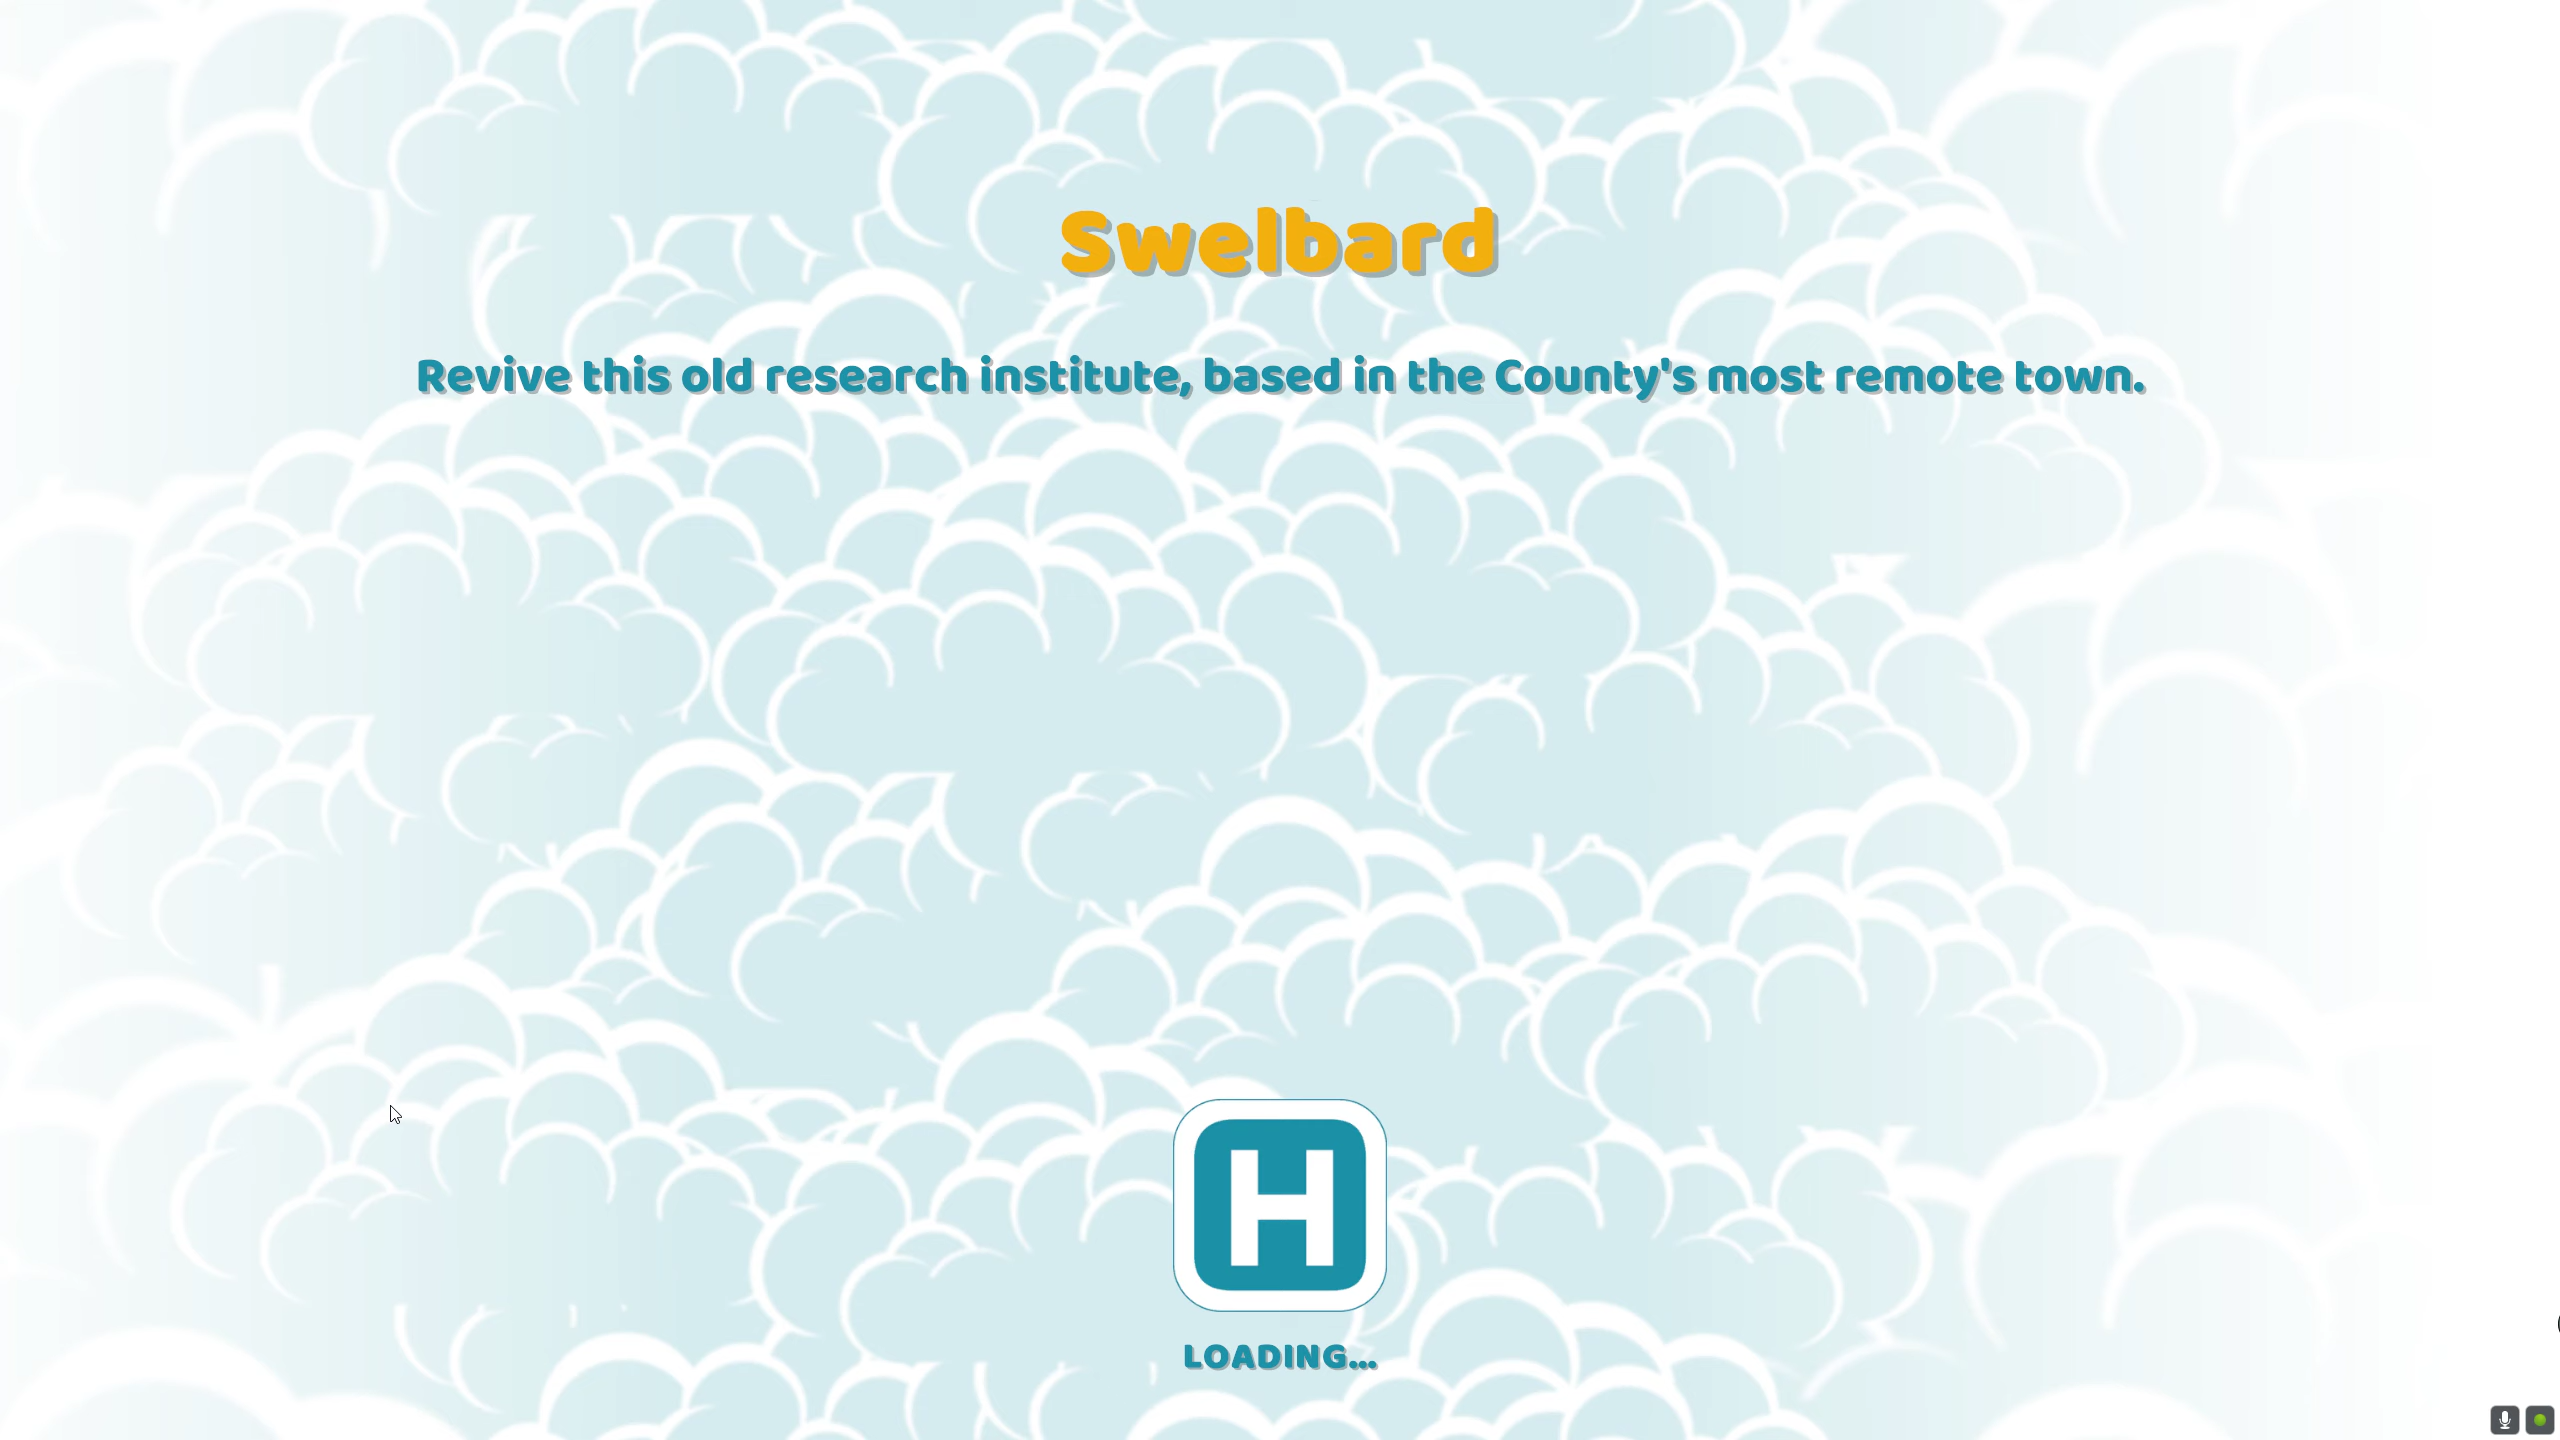 Swelbard
Revive this old research institute, based in the County's most remote town.
H
LOADING...